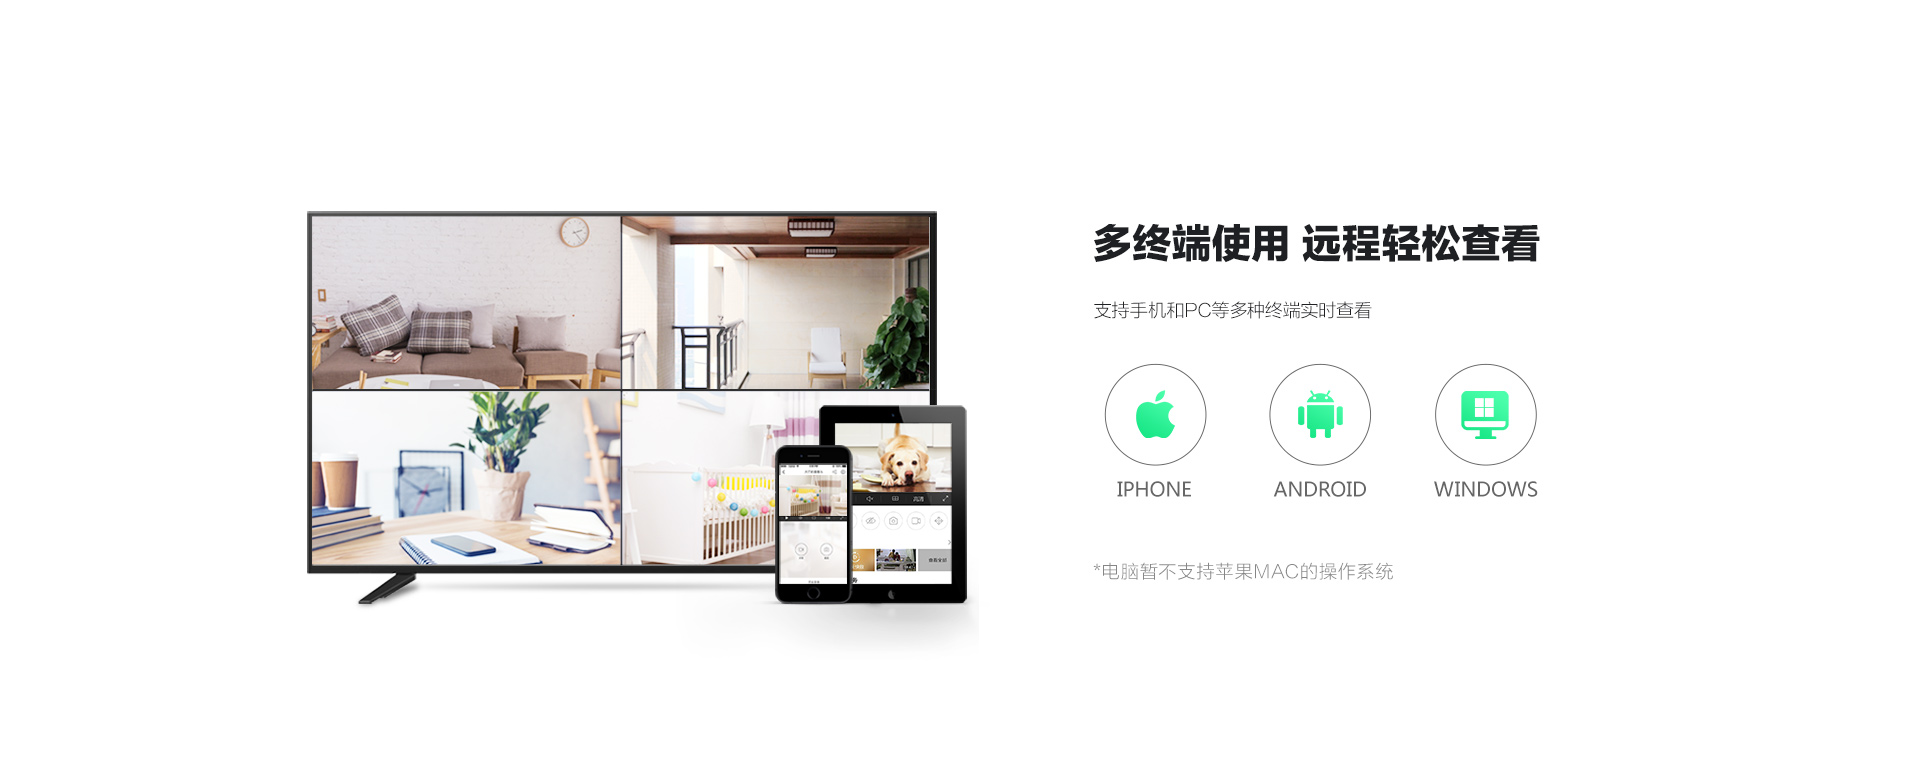 多终端使用 远程轻松查看
支持手机和PC等多种终端实时查看
IPHONE
ANDROID
WINDOWS
*电脑暂不支持苹果MAC的操作系统
高清